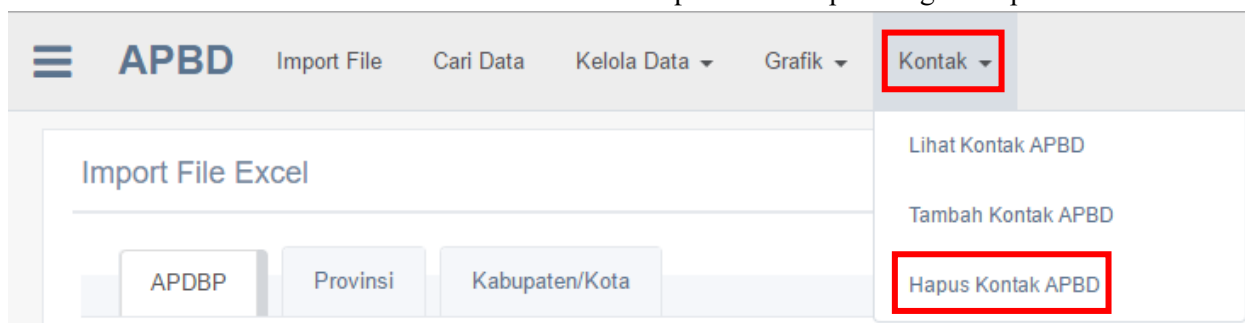 APBD Import File Cari Data Kelola Data Grafik Kontak
Lihat Kontak APBD
Tambah Kontak APBD
Hapus Kontak APBD
Import File Excel
APDBP Provinsi Kabupaten/Kota